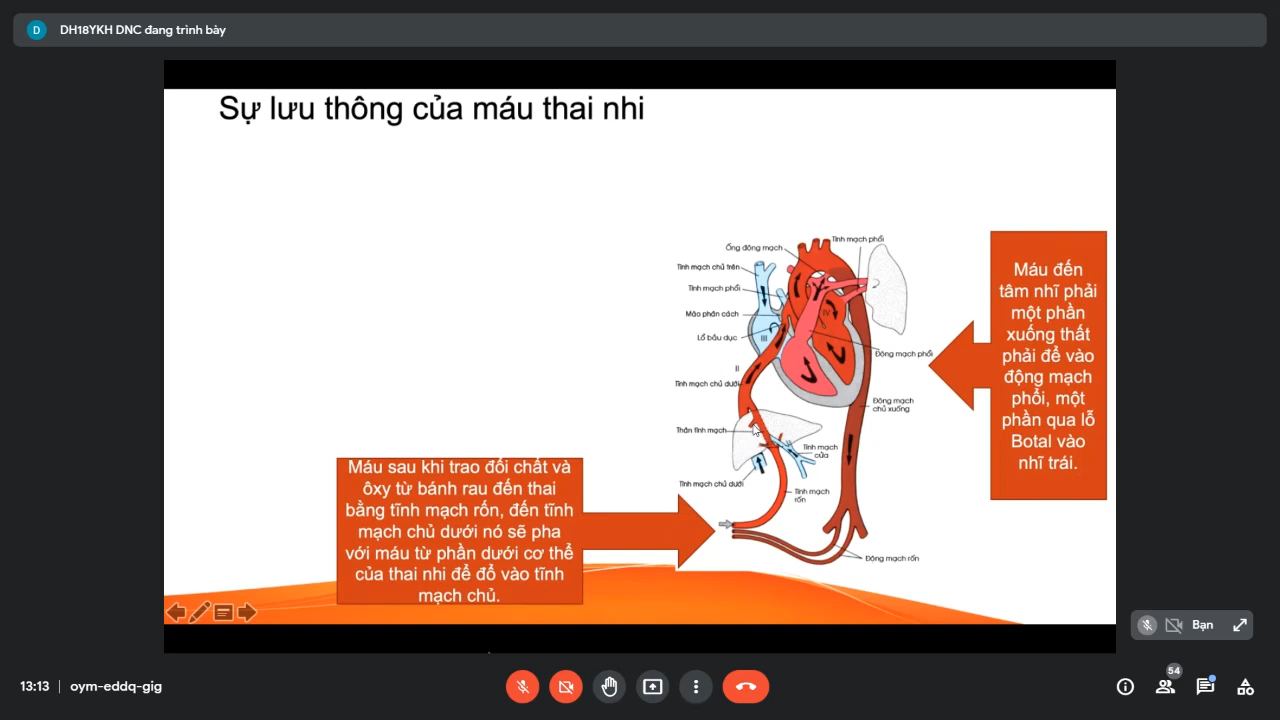 DH18YKH DNC đang trình bày
Sự lưu thông của máu thai nhi
Ống động mạch
Tĩnh mạch phổi
Tĩnh mạch chủ trên
Tĩnh mạch phổi
Mào phân cách
Lổ bầu dục
III
IV
Động mạch phổi
II
Tĩnh mạch chủ dưới
Động mạch
chủ xuống
Thân tĩnh mạch
Tĩnh mạch
cửa
Tĩnh mạch chủ dưới
Tĩnh mạch
rốn
Động mạch rốn
Máu đến
tâm nhĩ phải
một phần
xuống thất
phải để vào
động mạch
phổi, một
phần qua lỗ
Botal vào
nhĩ trái.
Máu sau khi trao đổi chất và
ôxy từ bánh rau đến thai
bằng tĩnh mạch rốn, đến tĩnh
mạch chủ dưới nó sẽ pha
với máu từ phần dưới cơ thể
của thai nhi để đổ vào tĩnh
mạch chủ.
Bạn
13:13
oym-eddq-gig
54
D